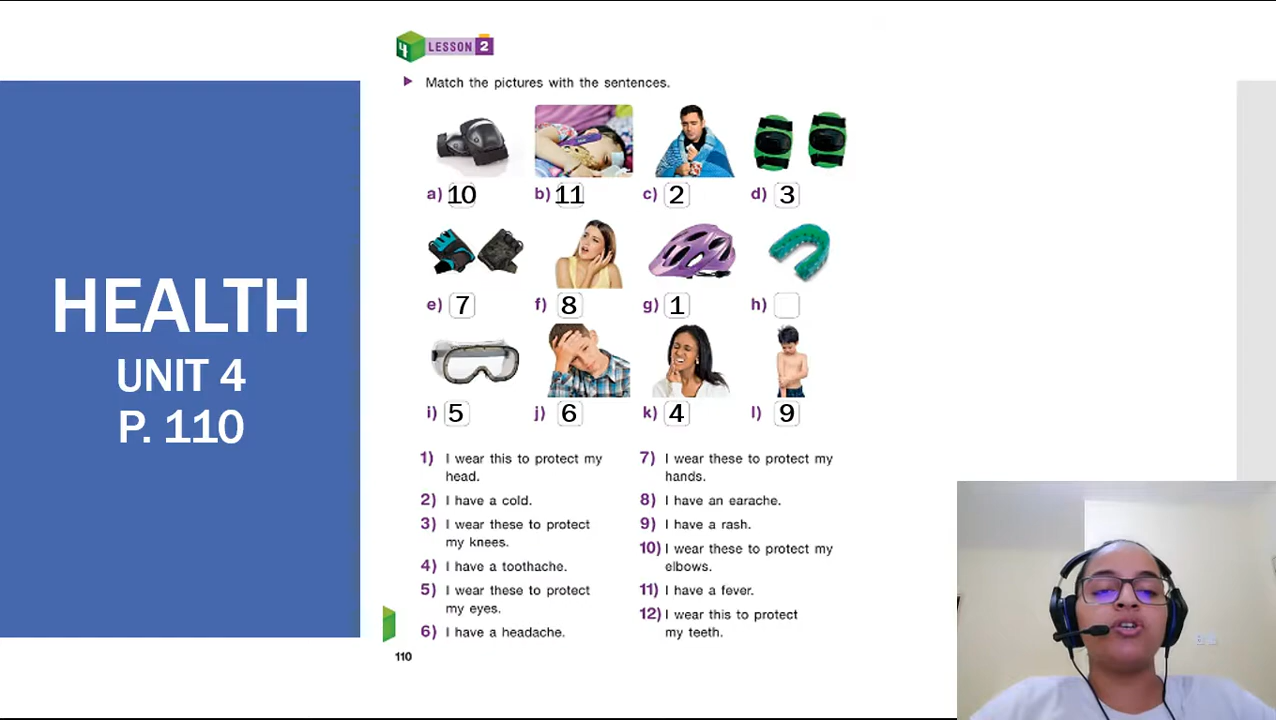 HEALTH
UNIT 4
P. 110
4 LESSON 2
Match the pictures with the sentences.
a) 10 b) 11 c) 2 d) 3
e) 7 f) 8 g) 1 h)
i) 5 j) 6 k) 4 l) 9
1) I wear this to protect my
head.
2) I have a cold.
3) I wear these to protect
my knees.
4) I have a toothache.
5) I wear these to protect
my eyes.
6) I have a headache.
7) I wear these to protect my
hands.
8) I have an earache.
9) I have a rash.
10) I wear these to protect my
elbows.
11) I have a fever.
12) I wear this to protect
my teeth.
110